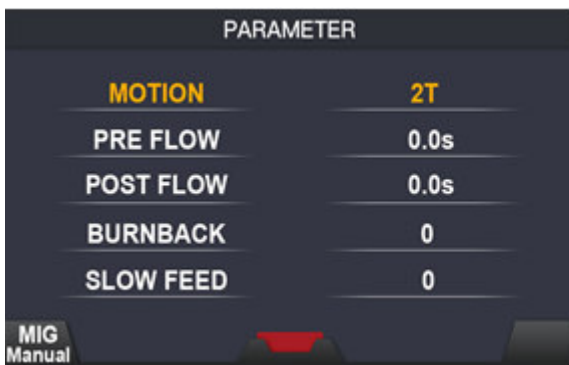 PARAMETER
MOTION 2T
PRE FLOW 0.0s
POST FLOW 0.0s
BURNBACK 0
SLOW FEED 0
MIG
Manual